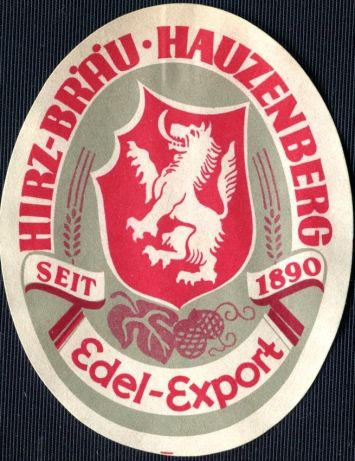 HIRZ-BRÄU · HAUZENBERG
SEIT 1890
Edel-Export